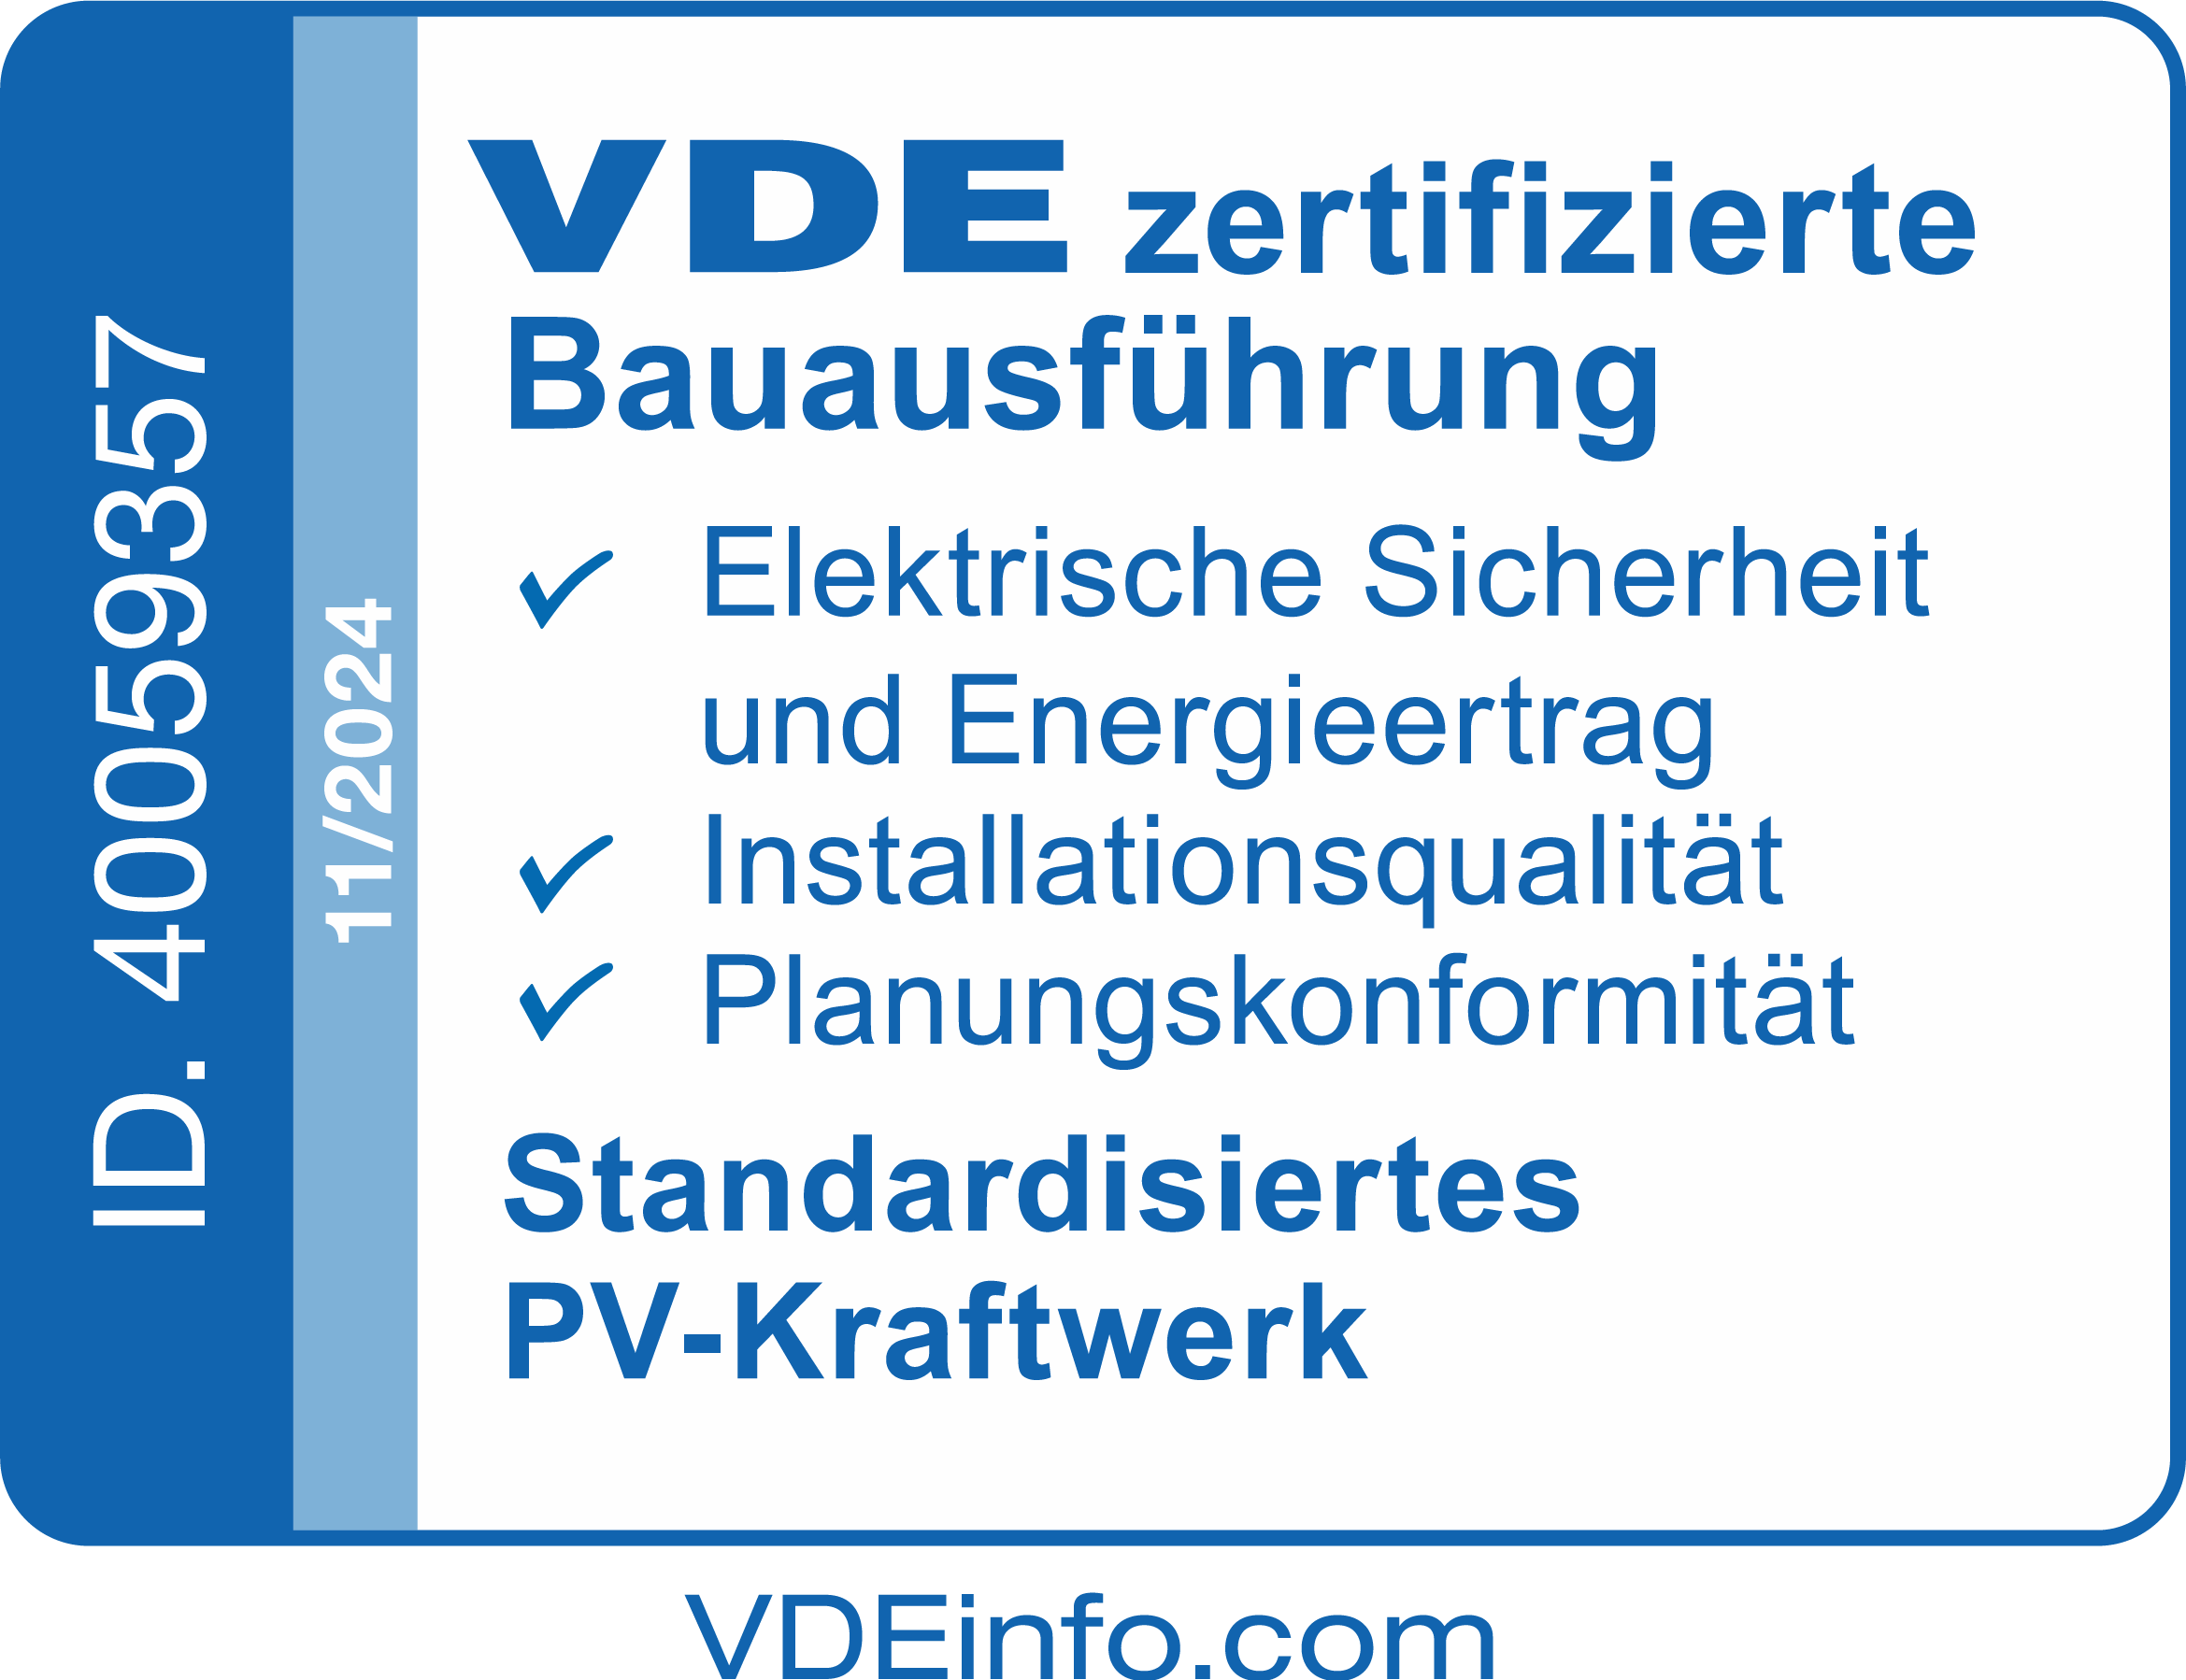 ID. 40059357
11/2024
VDE zertifizierte
Bauausführung
✓ Elektrische Sicherheit
und Energieertrag
✓ Installationsqualität
✓ Planungskonformität
Standardisiertes
PV-Kraftwerk
VDEinfo.com